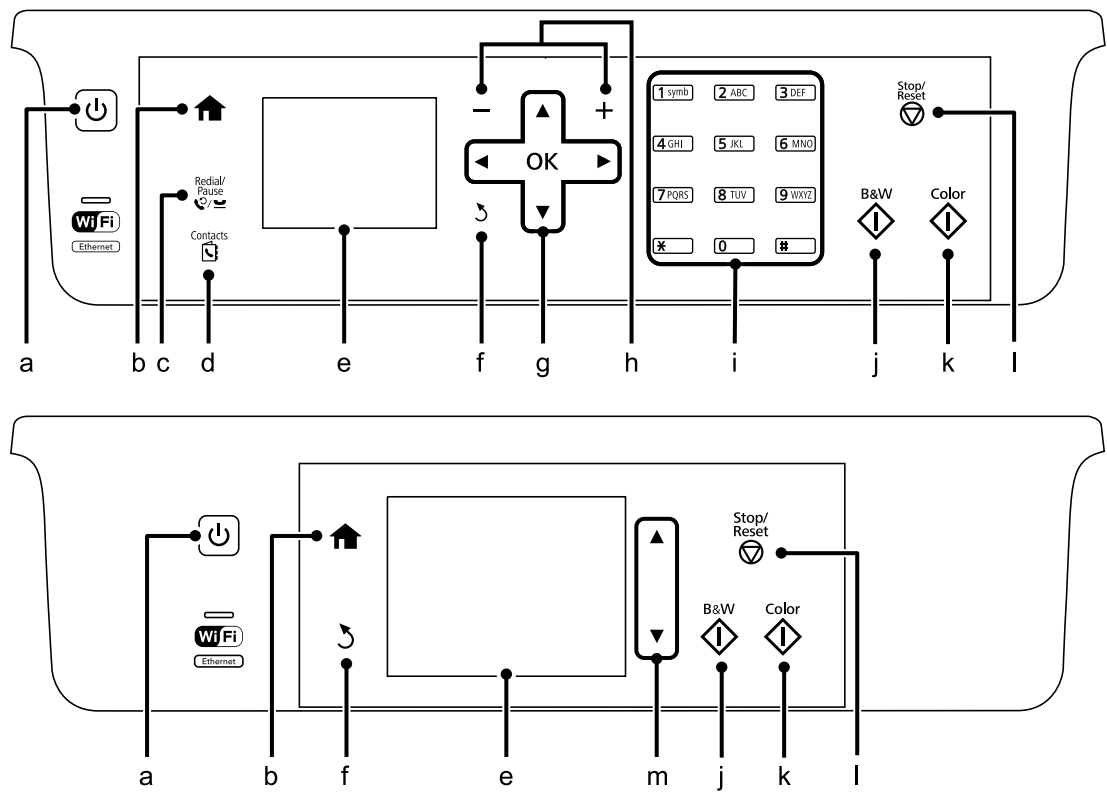 Stop/
Reset
1 symb 2 ABC 3 DEF
OK
4 GHI 5 JKL 6 MNO
Redial/
Pause
/
7 PQRS 8 TUV 9 WXYZ
B&W Color
WiFi
Ethernet
Contacts
* 0 #
a b c d e f g h i j k l
Stop/
Reset
B&W Color
WiFi
Ethernet
a b f e m j k l